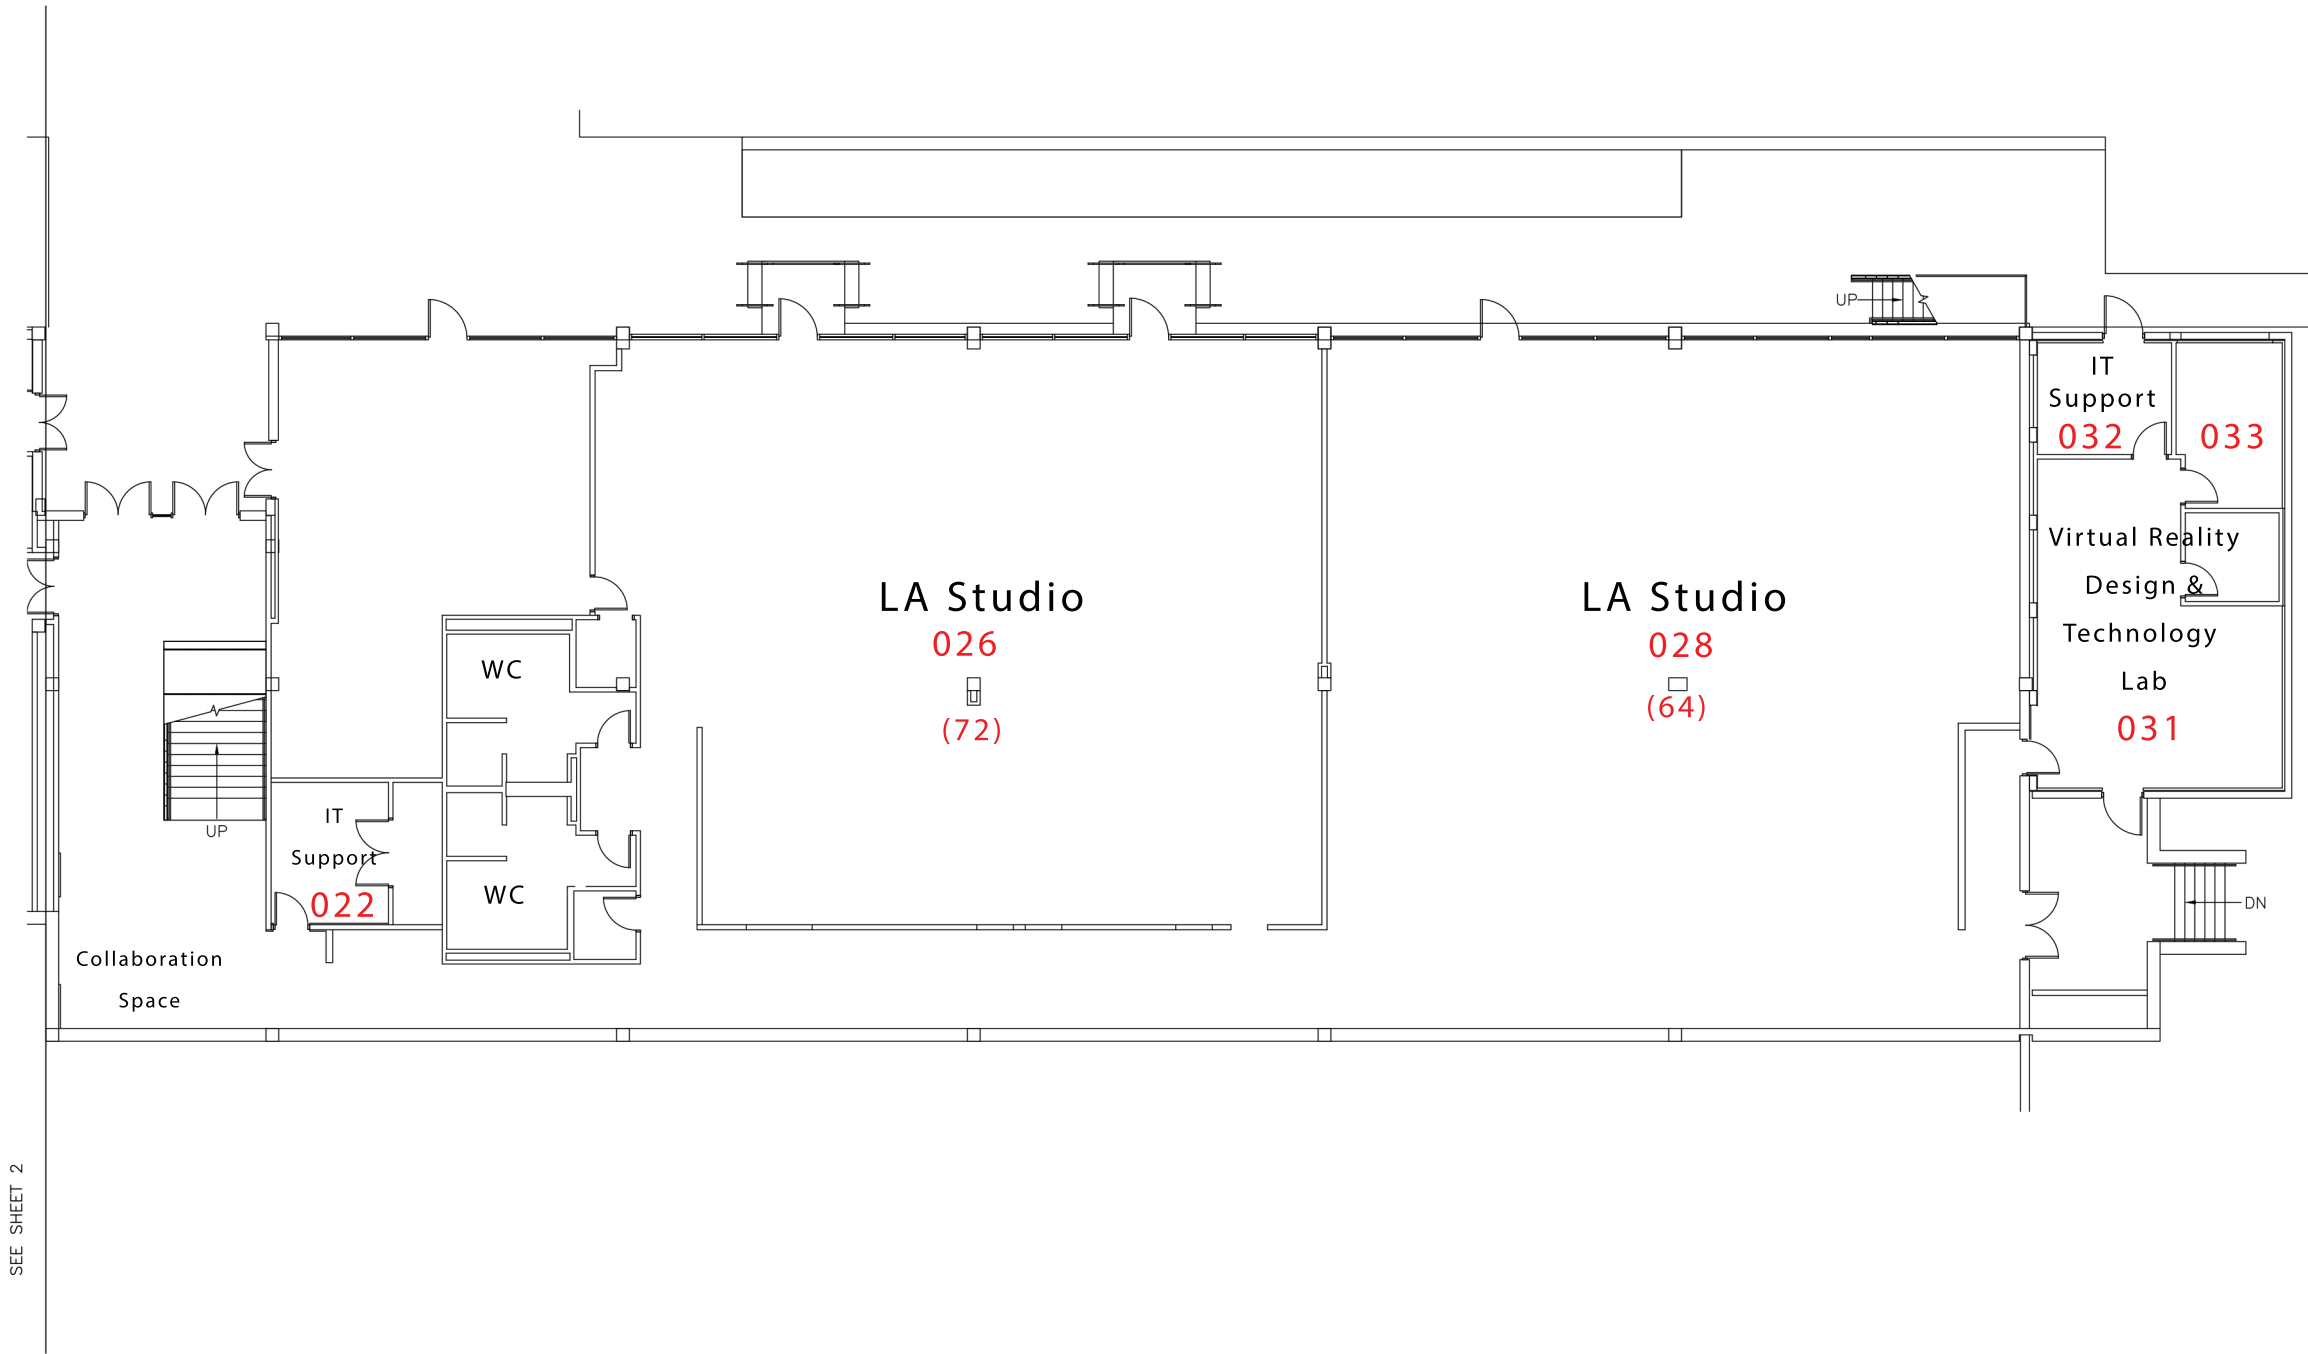 UP
IT
Support
032
033
Virtual Reality
Design &
Technology
Lab
031
LA Studio
026
(72)
LA Studio
028
(64)
WC
WC
UP
IT
Support
022
DN
Collaboration
Space
SEE SHEET 2